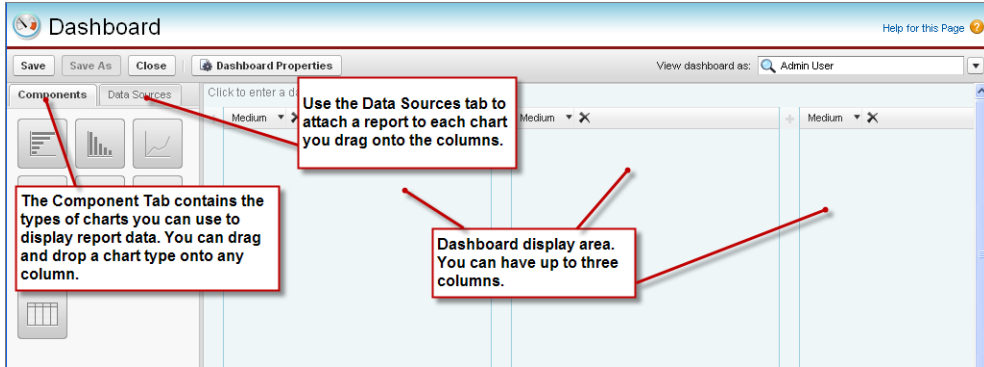 Dashboard
Help for this Page
Save
Save As
Close
Dashboard Properties
View dashboard as:
Admin User
Components
Data Sources
Click to enter a da
Medium
Medium
Medium
Use the Data Sources tab to
attach a report to each chart
you drag onto the columns.
The Component Tab contains the
types of charts you can use to
display report data. You can drag
and drop a chart type onto any
column.
Dashboard display area.
You can have up to three
columns.